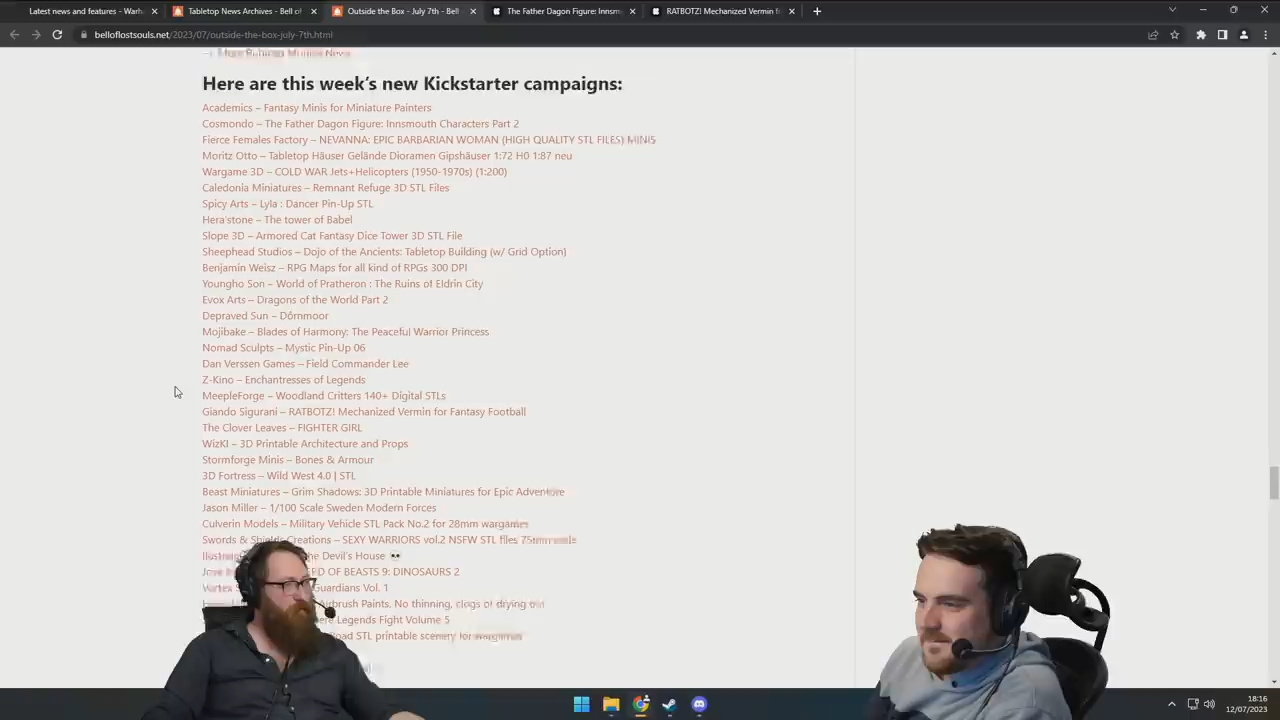 Latest news and features - Warh
Tabletop News Archives - Bell of
Outside the Box - July 7th - Bell
The Father Dagon Figure: Innsm
RATBOTZ! Mechanized Vermin f
belloflostsouls.net/2023/07/outside-the-box-july-7th.html
Here are this week's new Kickstarter campaigns:
Academics – Fantasy Minis for Miniature Painters
Cosmondo – The Father Dagon Figure: Innsmouth Characters Part 2
Fierce Females Factory – NEVANNA: EPIC BARBARIAN WOMAN (HIGH QUALITY STL FILES) MINIS
Moritz Otto – Tabletop Häuser Gelände Dioramen Gipshäuser 1:72 H0 1:87 neu
Wargame 3D – COLD WAR Jets+Helicopters (1950-1970s) (1:200)
Caledonia Miniatures – Remnant Refuge 3D STL Files
Spicy Arts – Lyla : Dancer Pin-Up STL
Hera'stone – The tower of Babel
Slope 3D – Armored Cat Fantasy Dice Tower 3D STL File
Sheephead Studios – Dojo of the Ancients: Tabletop Building (w/ Grid Option)
Benjamin Weisz – RPG Maps for all kind of RPGs 300 DPI
Youngho Son – World of Pratheron : The Ruins of Eldrin City
Evox Arts – Dragons of the World Part 2
Depraved Sun – Dôrnmoor
Mojibake – Blades of Harmony: The Peaceful Warrior Princess
Nomad Sculpts – Mystic Pin-Up 06
Dan Verssen Games – Field Commander Lee
Z-Kino – Enchantresses of Legends
MeepleForge – Woodland Critters 140+ Digital STLs
Giando Sigurani – RATBOTZ! Mechanized Vermin for Fantasy Football
The Clover Leaves – FIGHTER GIRL
WizKI – 3D Printable Architecture and Props
Stormforge Minis – Bones & Armour
3D Fortress – Wild West 4.0 | STL
Beast Miniatures – Grim Shadows: 3D Printable Miniatures for Epic Adventure
Jason Miller – 1/100 Scale Sweden Modern Forces
Culverin Models – Military Vehicle STL Pack No.2 for 28mm wargames
Swords & Shields Creations – SEXY WARRIORS vol.2 NSFW STL files 75mm scale
The Devil's House
OF BEASTS 9: DINOSAURS 2
Guardians Vol. 1
Airbrush Paints. No thinning, clogs or drying out
Legends Fight Volume 5
Road STL printable scenery for wargames
18:16
12/07/2023